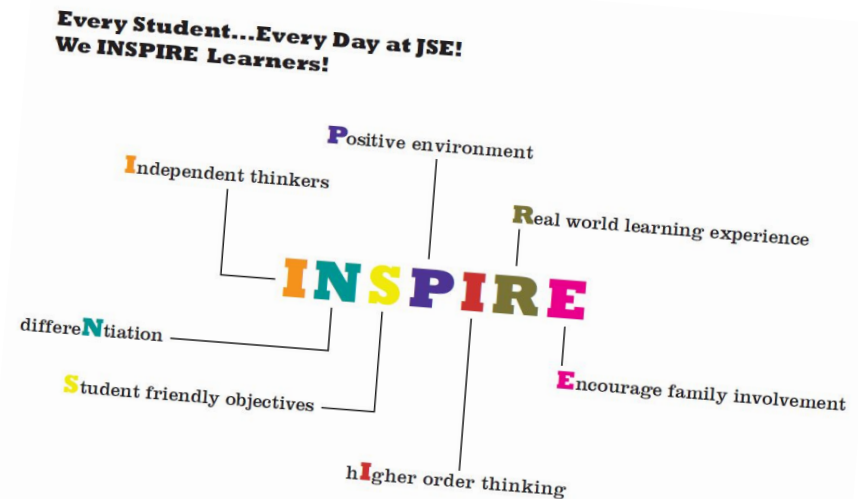 Every Student...Every Day at JSE!
We INSPIRE Learners!
Positive environment
Independent thinkers
Real world learning experience
INSPIRE
differeNtiation
Student friendly objectives
Encourage family involvement
hIgher order thinking